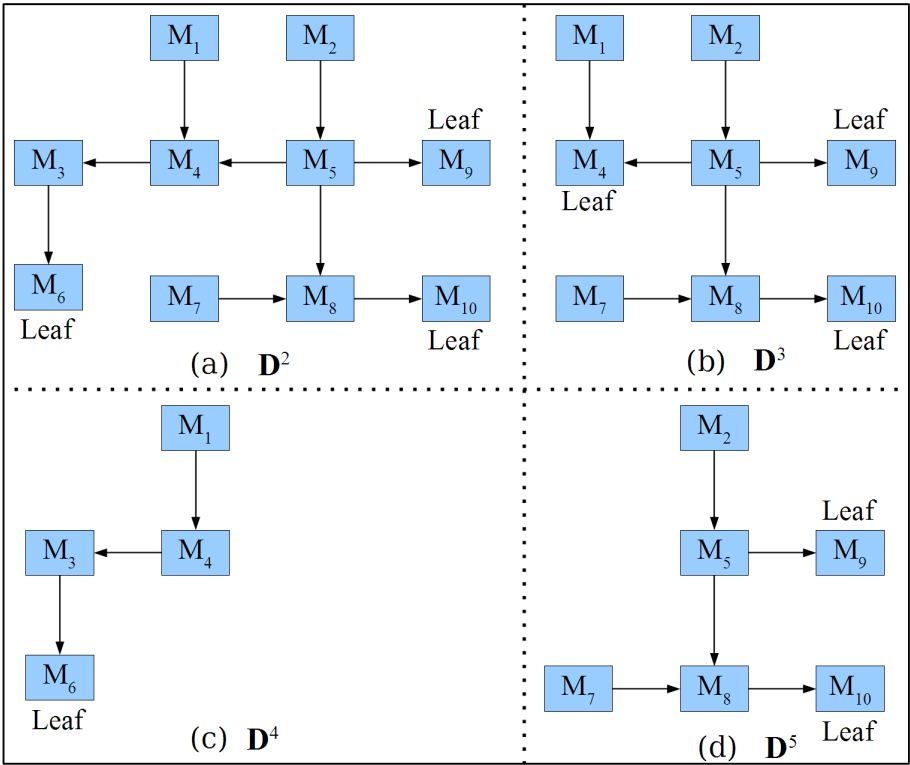 M1 M2
Leaf
M3 M4 M5 M9
M6 M7 M8 M10
Leaf Leaf
(a) D2
M1 M2
Leaf
M4 M5 M9
Leaf
M7 M8 M10
Leaf
(b) D3
M1
M3 M4
M6
Leaf
(c) D4
M2
Leaf
M5 M9
M7 M8 M10
Leaf
(d) D5